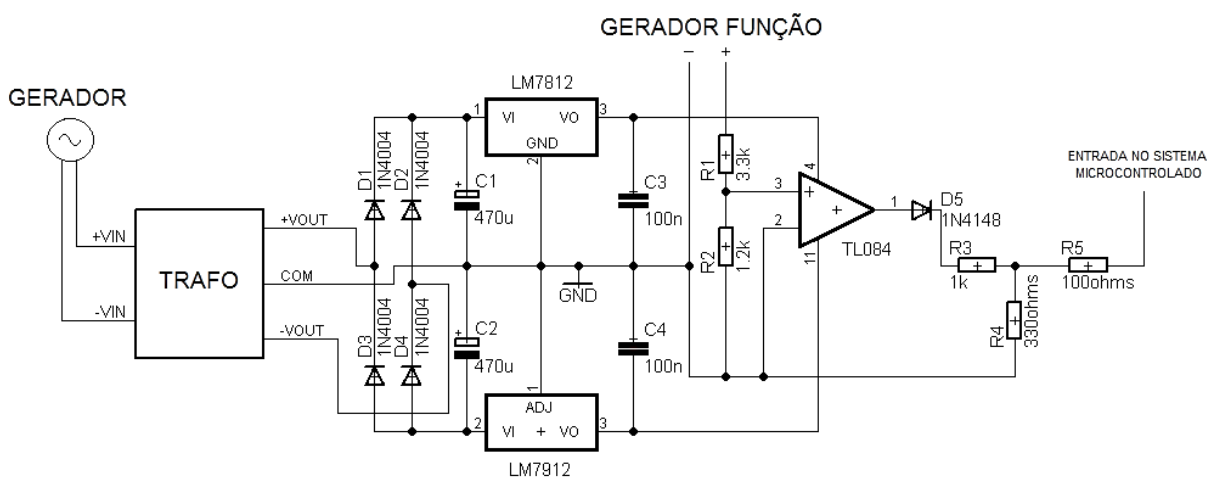 GERADOR FUNÇÃO
− +
GERADOR
LM7812
1 VI VO 3
GND
2
D1
1N4004
D2
1N4004
C1
470u
C3
100n
R1
3.3k
4
3
2
1
11
TL084
D5
1N4148
ENTRADA NO SISTEMA
MICROCONTROLADO
R2
1.2k
R3
1k
R5
100ohms
R4
330ohms
TRAFO
+VIN
-VIN
+VOUT
COM
-VOUT
GND
D3
1N4004
D4
1N4004
C2
470u
C4
100n
1
ADJ
2 VI + VO 3
LM7912